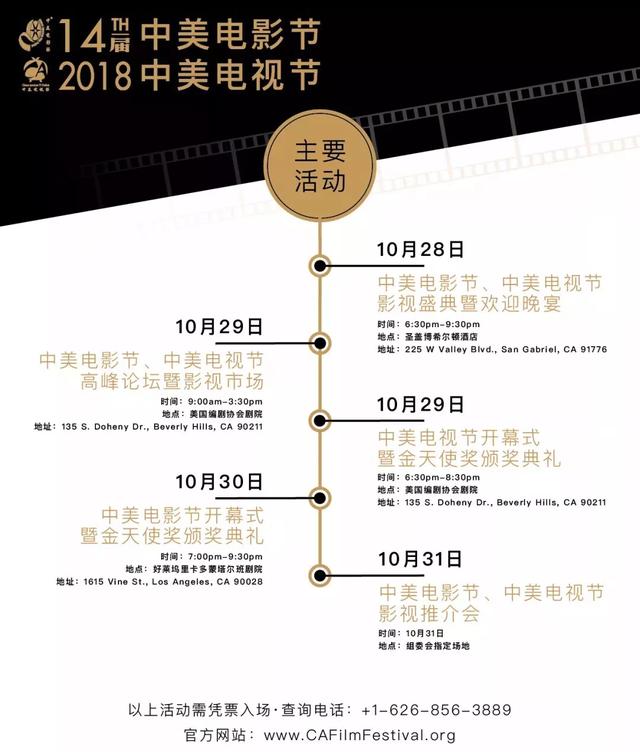 14TH届中美电影节
2018中美电视节
主要
活动
10月28日
中美电影节、中美电视节
影视盛典暨欢迎晚宴
时间：6:30pm-9:30pm
地点：圣盖博希尔顿酒店
地址：225 W Valley Blvd., San Gabriel, CA 91776
10月29日
中美电影节、中美电视节
高峰论坛暨影视市场
时间：9:00am-3:30pm
地点：美国编剧协会剧院
地址：135 S. Doheny Dr., Beverly Hills, CA 90211
10月29日
中美电视节开幕式
暨金天使奖颁奖典礼
时间：6:30pm-8:30pm
地点：美国编剧协会剧院
地址：135 S. Doheny Dr., Beverly Hills, CA 90211
10月30日
中美电影节开幕式
暨金天使奖颁奖典礼
时间：7:00pm-9:30pm
地点：好莱坞里卡多蒙塔尔班剧院
地址：1615 Vine St., Los Angeles, CA 90028
10月31日
中美电影节、中美电视节
影视推介会
时间：10月31日
地点：组委会指定场地
以上活动需凭票入场·查询电话：+1-626-856-3889
官方网站：www.CAFilmFestival.org